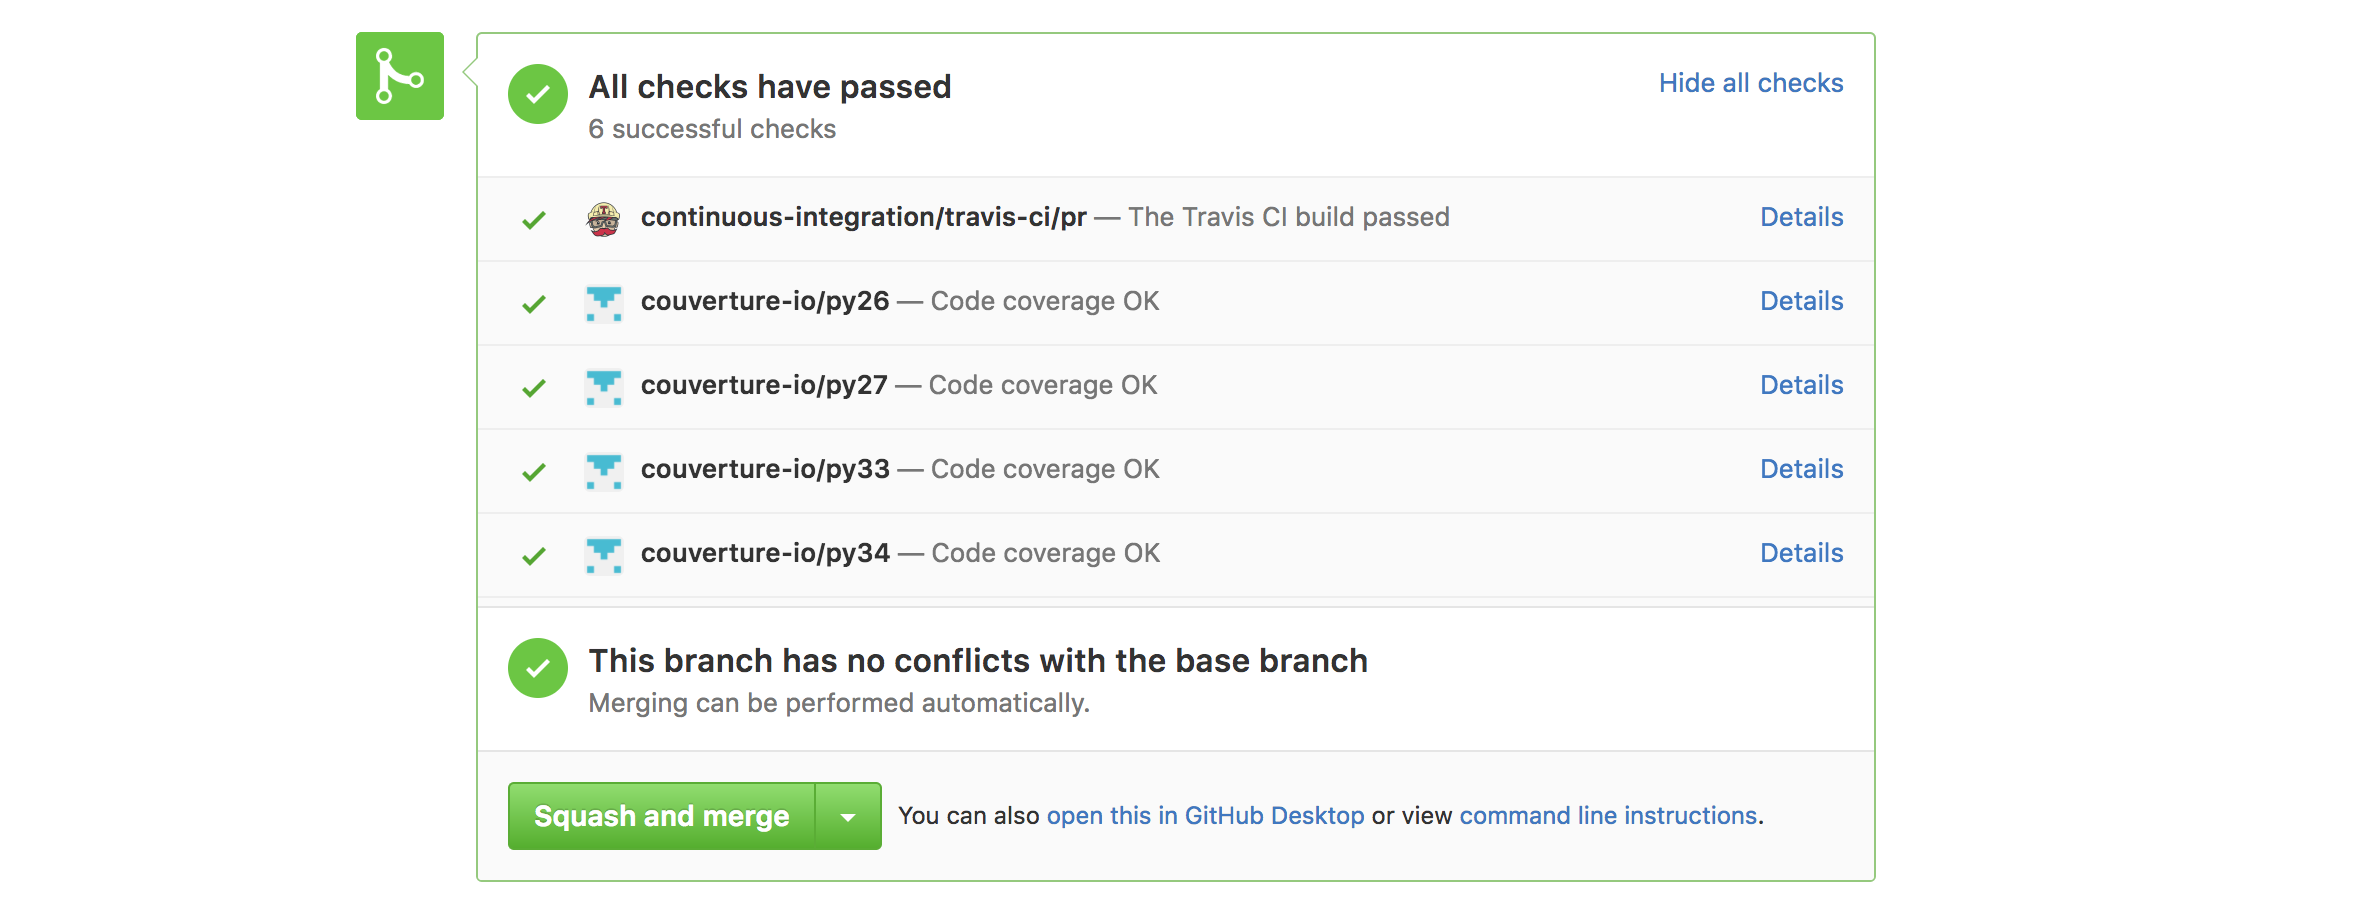 All checks have passed
Hide all checks
6 successful checks
continuous-integration/travis-ci/pr — The Travis CI build passed
Details
couverture-io/py26 — Code coverage OK
Details
couverture-io/py27 — Code coverage OK
Details
couverture-io/py33 — Code coverage OK
Details
couverture-io/py34 — Code coverage OK
Details
This branch has no conflicts with the base branch
Merging can be performed automatically.
Squash and merge
You can also open this in GitHub Desktop or view command line instructions.